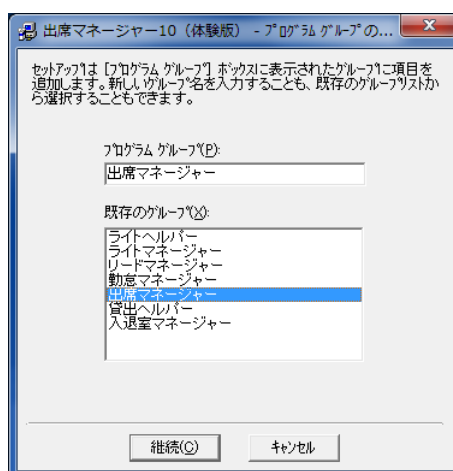 出席マネージャー10（体験版） - ﾌﾟﾛｸﾞﾗﾑ ｸﾞﾙｰﾌﾟの...
ｾｯﾄｱｯﾌﾟは [ﾌﾟﾛｸﾞﾗﾑ ｸﾞﾙｰﾌﾟ] ﾎﾞｯｸｽに表示されたｸﾞﾙｰﾌﾟに項目を
追加します。新しいｸﾞﾙｰﾌﾟ名を入力することも、既存のｸﾞﾙｰﾌﾟﾘｽﾄか
ら選択することもできます。
ﾌﾟﾛｸﾞﾗﾑ ｸﾞﾙｰﾌﾟ(P):
出席マネージャー
既存のｸﾞﾙｰﾌﾟ(X):
ライトヘルパー
ライトマネージャー
リードマネージャー
勤怠マネージャー
出席マネージャー
貸出ヘルパー
入退室マネージャー
継続(C)
ｷｬﾝｾﾙ